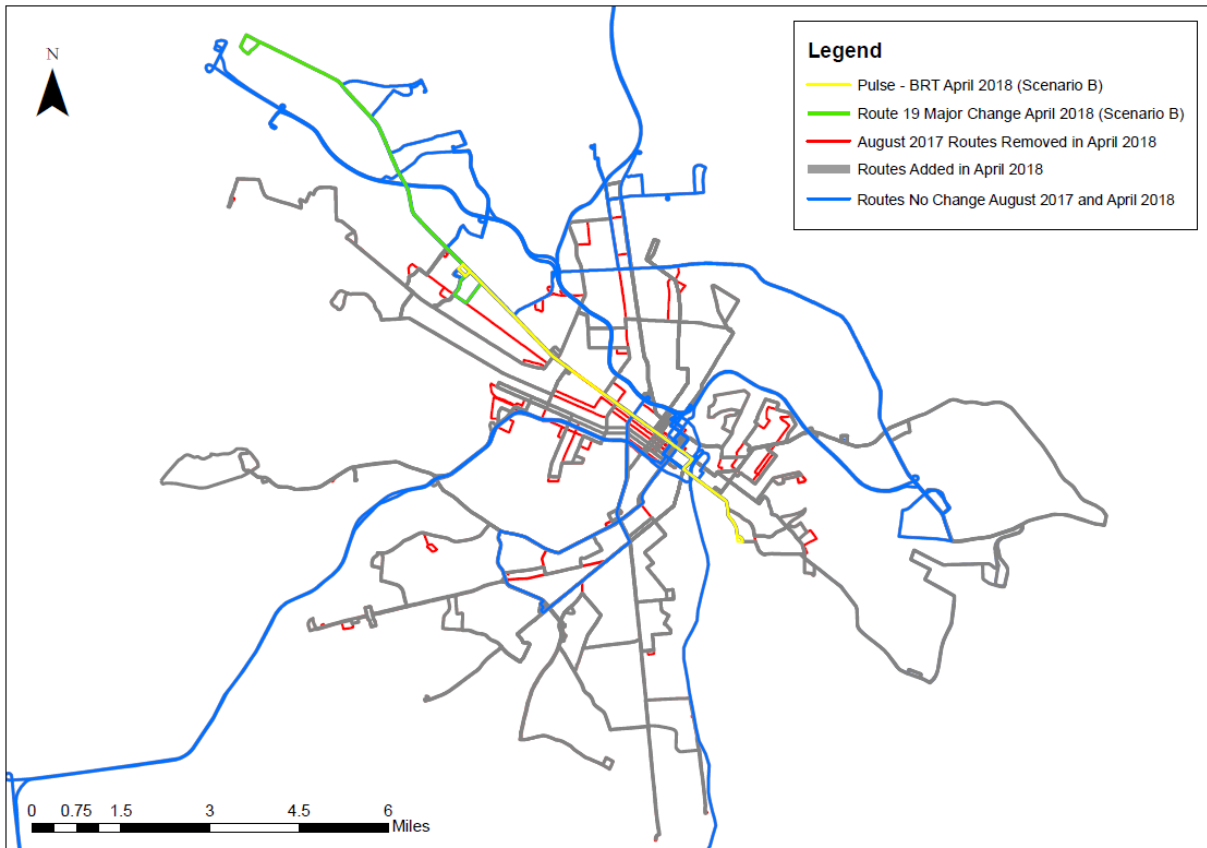 N
Legend
Pulse - BRT April 2018 (Scenario B)
Route 19 Major Change April 2018 (Scenario B)
August 2017 Routes Removed in April 2018
Routes Added in April 2018
Routes No Change August 2017 and April 2018
0 0.75 1.5 3 4.5 6
Miles